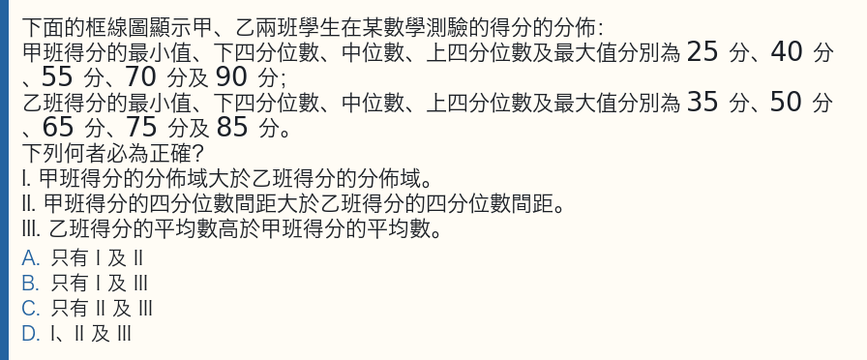 下面的框線圖顯示甲、乙兩班學生在某數學測驗的得分的分佈：
甲班得分的最小值、下四分位數、中位數、上四分位數及最大值分別為 25 分、40 分
、55 分、70 分及 90 分；
乙班得分的最小值、下四分位數、中位數、上四分位數及最大值分別為 35 分、50 分
、65 分、75 分及 85 分。
下列何者必為正確？
I. 甲班得分的分佈域大於乙班得分的分佈域。
II. 甲班得分的四分位數間距大於乙班得分的四分位數間距。
III. 乙班得分的平均數高於甲班得分的平均數。
A. 只有 I 及 II
B. 只有 I 及 III
C. 只有 II 及 III
D. I、II 及 III